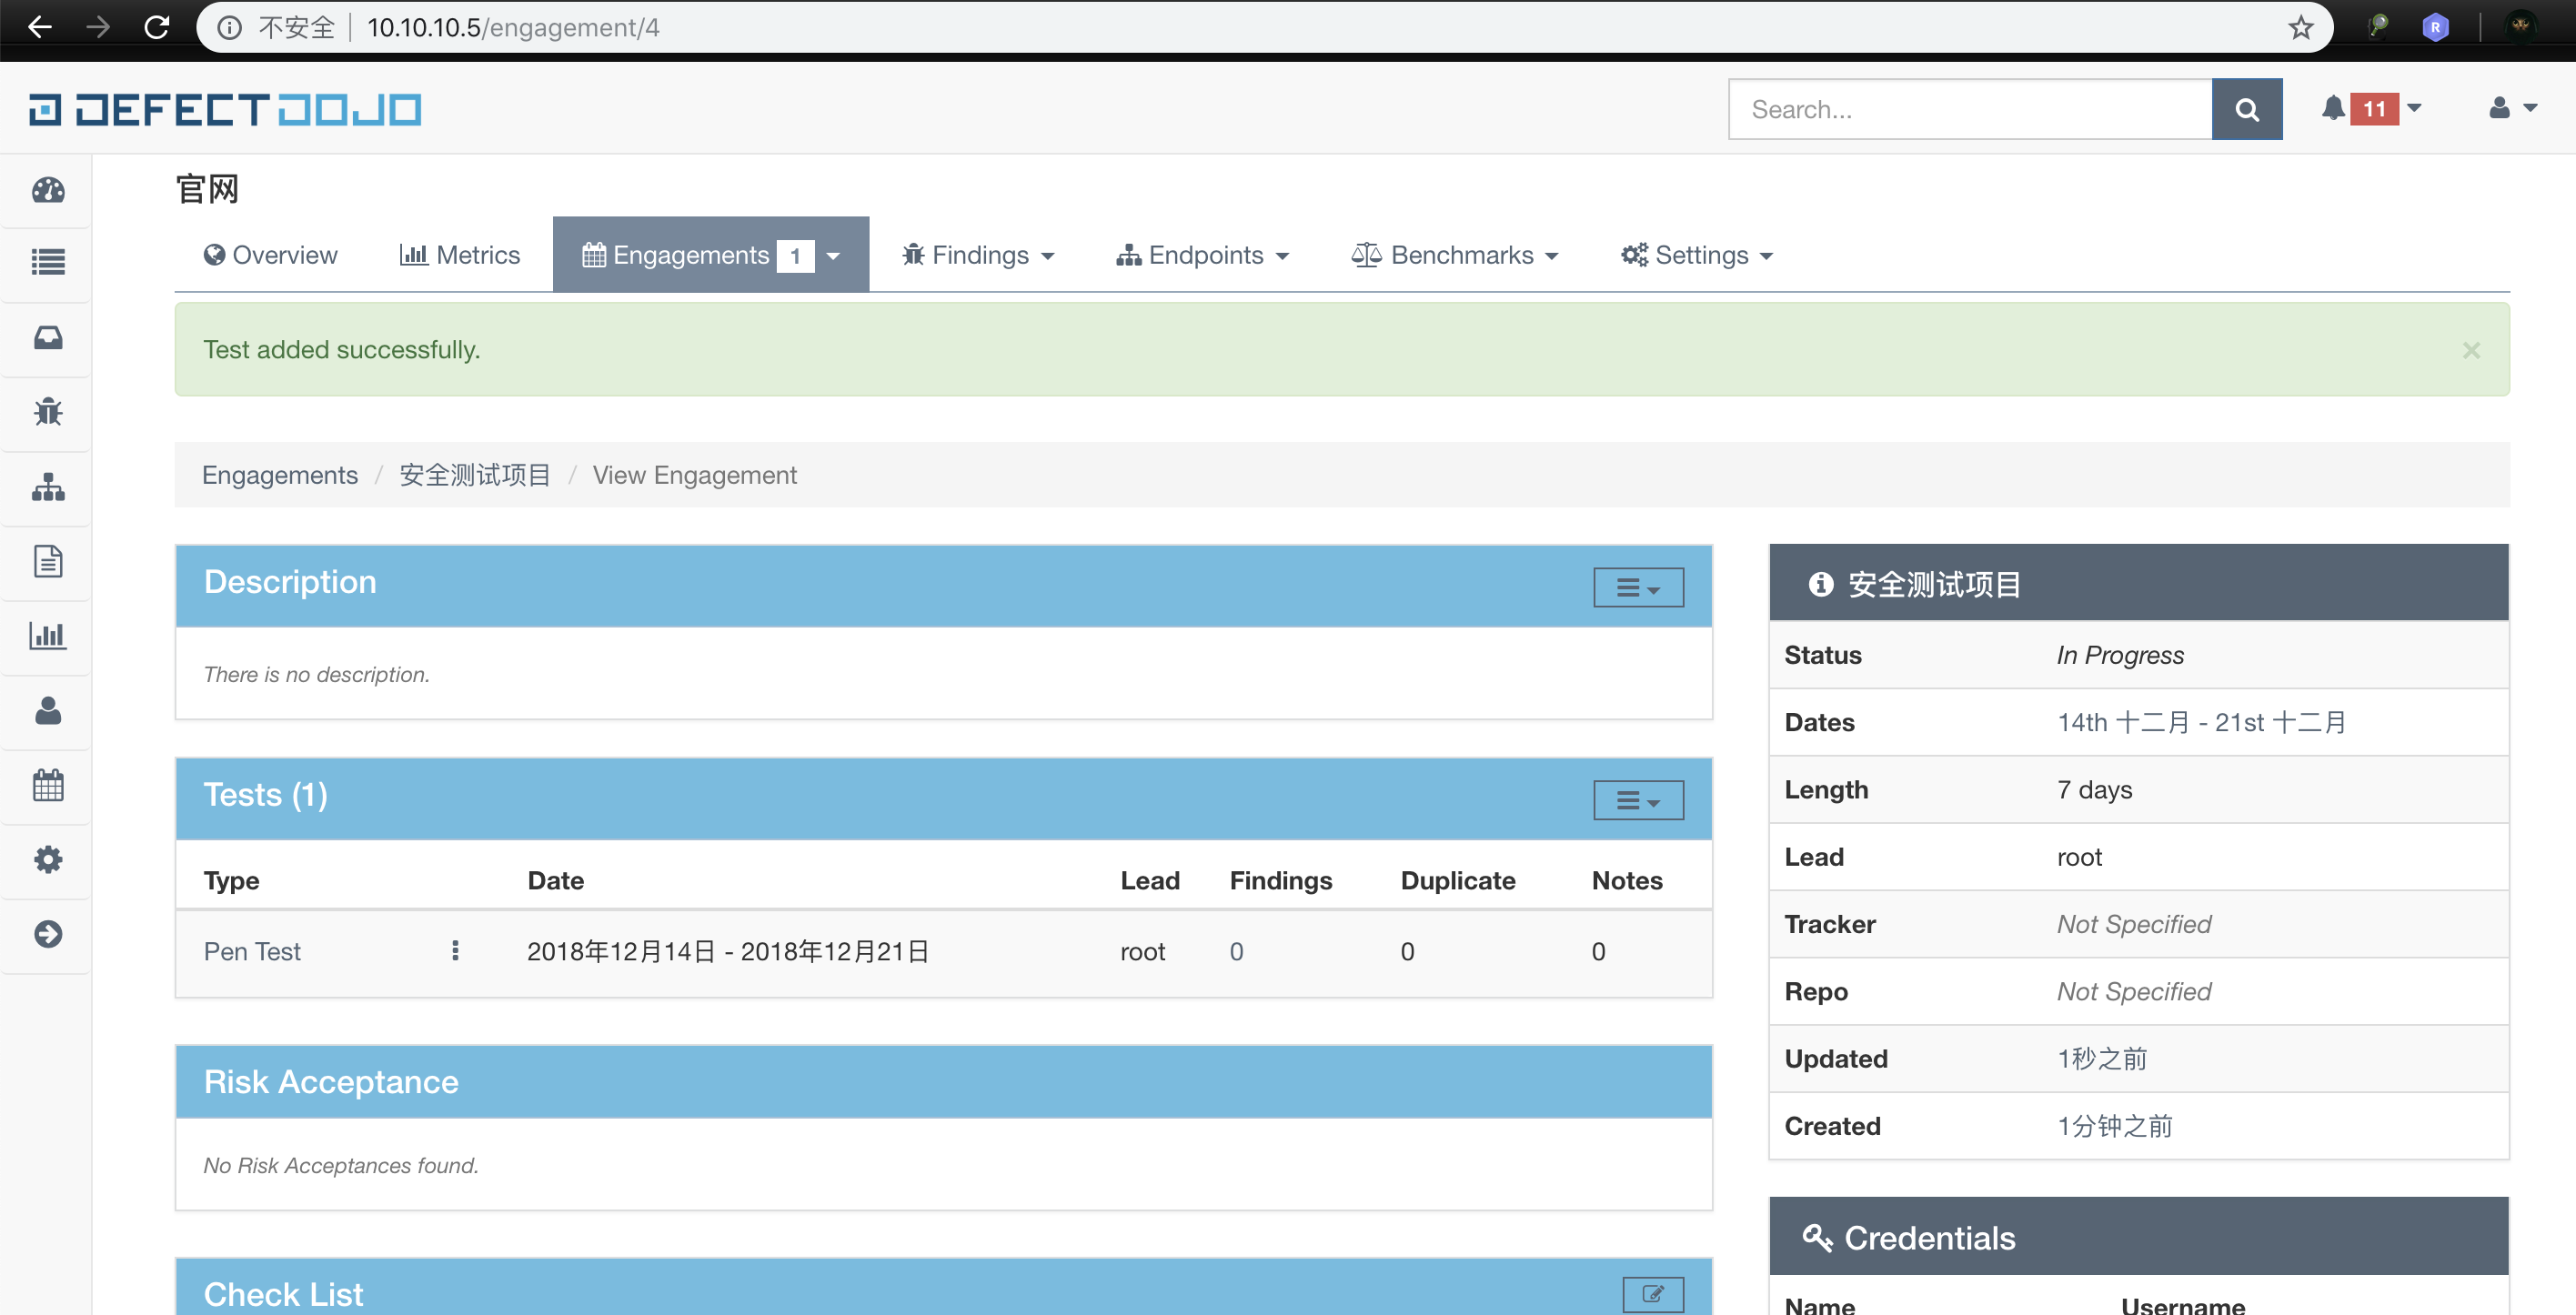 不安全 10.10.10.5/engagement/4
DEFECTDOJO Search... 11
官网
Overview Metrics Engagements 1 Findings Endpoints Benchmarks Settings
Test added successfully.
Engagements / 安全测试项目 / View Engagement
Description
There is no description.
Tests (1)
Type Date Lead Findings Duplicate Notes
Pen Test 2018年12月14日 - 2018年12月21日 root 0 0 0
Risk Acceptance
No Risk Acceptances found.
Check List
安全测试项目
Status In Progress
Dates 14th 十二月 - 21st 十二月
Length 7 days
Lead root
Tracker Not Specified
Repo Not Specified
Updated 1秒之前
Created 1分钟之前
Credentials
Name Username